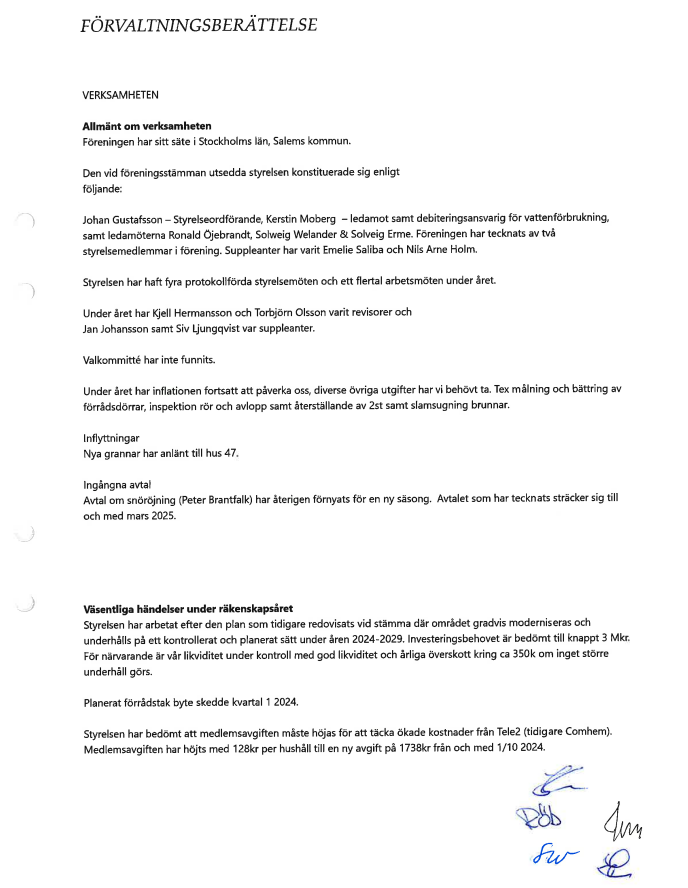 FÖRVALTNINGSBERÄTTELSE
VERKSAMHETEN
Allmänt om verksamheten
Föreningen har sitt säte i Stockholms län, Salems kommun.
Den vid föreningsstämman utsedda styrelsen konstituerade sig enligt
följande:
Johan Gustafsson – Styrelseordförande, Kerstin Moberg – ledamot samt debiteringsansvarig för vattenförbrukning,
samt ledamöterna Ronald Öjebrandt, Solweig Welander & Solveig Erme. Föreningen har tecknats av två
styrelsemedlemmar i förening. Suppleanter har varit Emelie Saliba och Nils Arne Holm.
Styrelsen har haft fyra protokollförda styrelsemöten och ett flertal arbetsmöten under året.
Under året har Kjell Hermansson och Torbjörn Olsson varit revisorer och
Jan Johansson samt Siv Ljungqvist var suppleanter.
Valkommitté har inte funnits.
Under året har inflationen fortsatt att påverka oss, diverse övriga utgifter har vi behövt ta. Tex målning och bättring av
förrådsdörrar, inspektion rör och avlopp samt återställande av 2st samt slamsugning brunnar.
Inflyttningar
Nya grannar har anlänt till hus 47.
Ingångna avtal
Avtal om snöröjning (Peter Brantfalk) har återigen förnyats för en ny säsong. Avtalet som har tecknats sträcker sig till
och med mars 2025.
Väsentliga händelser under räkenskapsåret
Styrelsen har arbetat efter den plan som tidigare redovisats vid stämma där området gradvis moderniseras och
underhålls på ett kontrollerat och planerat sätt under åren 2024-2029. Investeringsbehovet är bedömt till knappt 3 Mkr.
För närvarande är vår likviditet under kontroll med god likviditet och årliga överskott kring ca 350k om inget större
underhåll görs.
Planerat förrådstak byte skedde kvartal 1 2024.
Styrelsen har bedömt att medlemsavgiften måste höjas för att täcka ökade kostnader från Tele2 (tidigare Comhem).
Medlemsavgiften har höjts med 128kr per hushåll till en ny avgift på 1738kr från och med 1/10 2024.
RÖb
SW